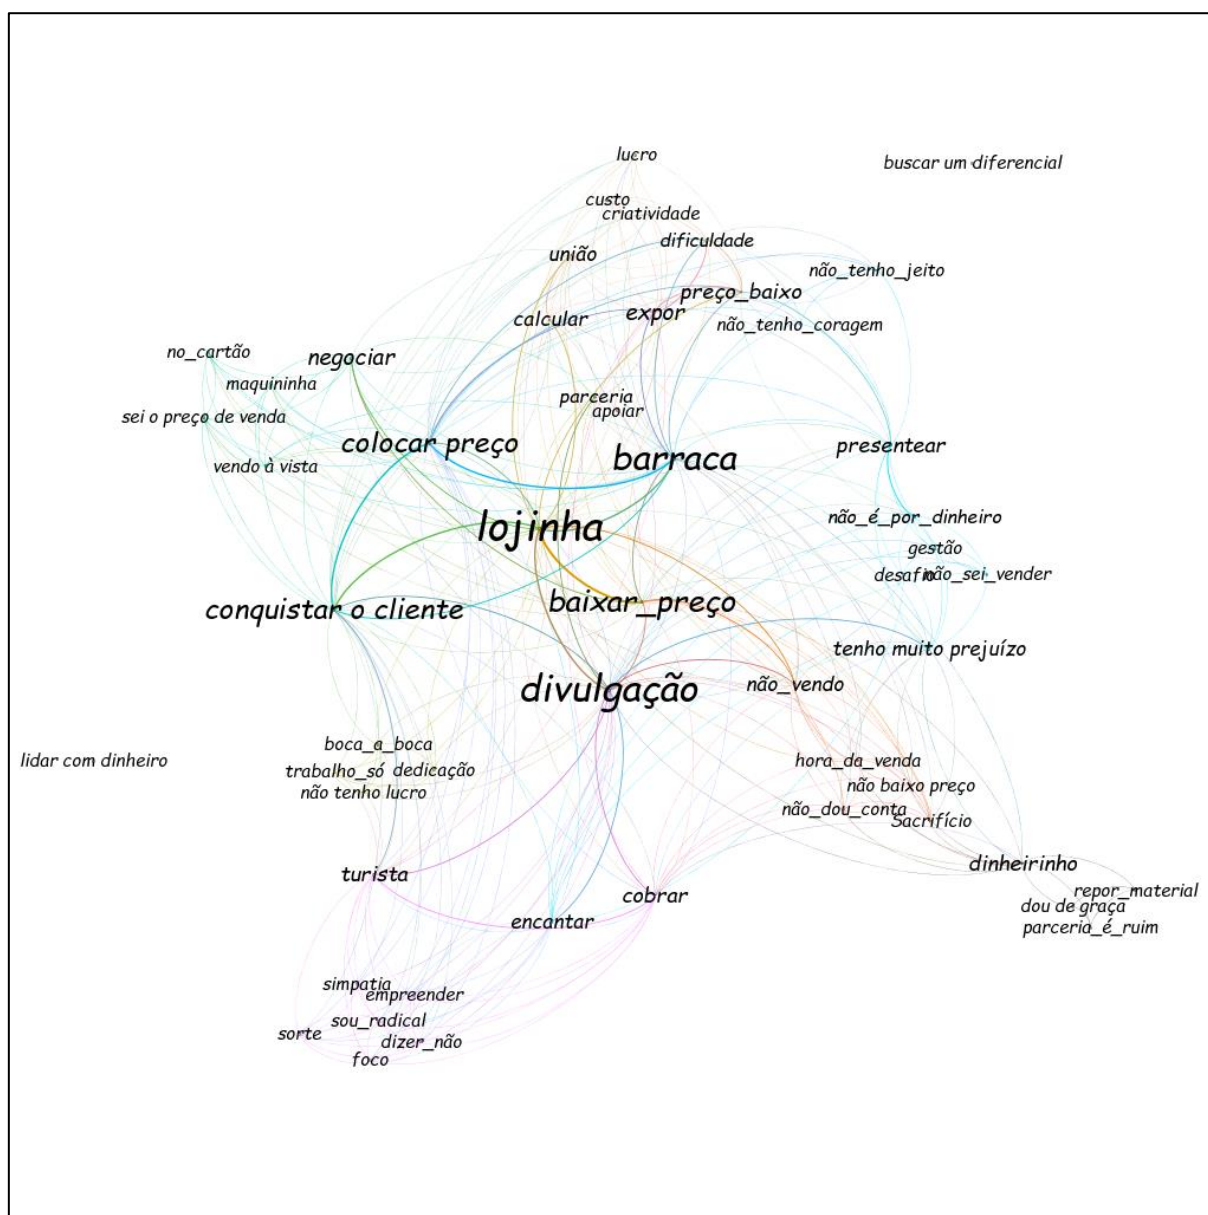 lucro
buscar um diferencial
custo
criatividade
dificuldade
união
não_tenho_jeito
preço_baixo
expor
calcular
não_tenho_coragem
no_cartão
negociar
maquininha
parceria
apoiar
sei o preço de venda
colocar preço
barraca
presentear
vendo à vista
lojinha
não_é_por_dinheiro
gestão
desafio
não_sei_vender
conquistar o cliente
baixar_preço
tenho muito prejuízo
divulgação
não_vendo
boca_a_boca
lidar com dinheiro
hora_da_venda
trabalho_só
dedicação
não baixo preço
não tenho lucro
não_dou_conta
Sacrifício
dinheirinho
turista
repor_material
cobrar
dou de graça
encantar
parceria_é_ruim
simpatia
empreender
sou_radical
sorte
dizer_não
foco